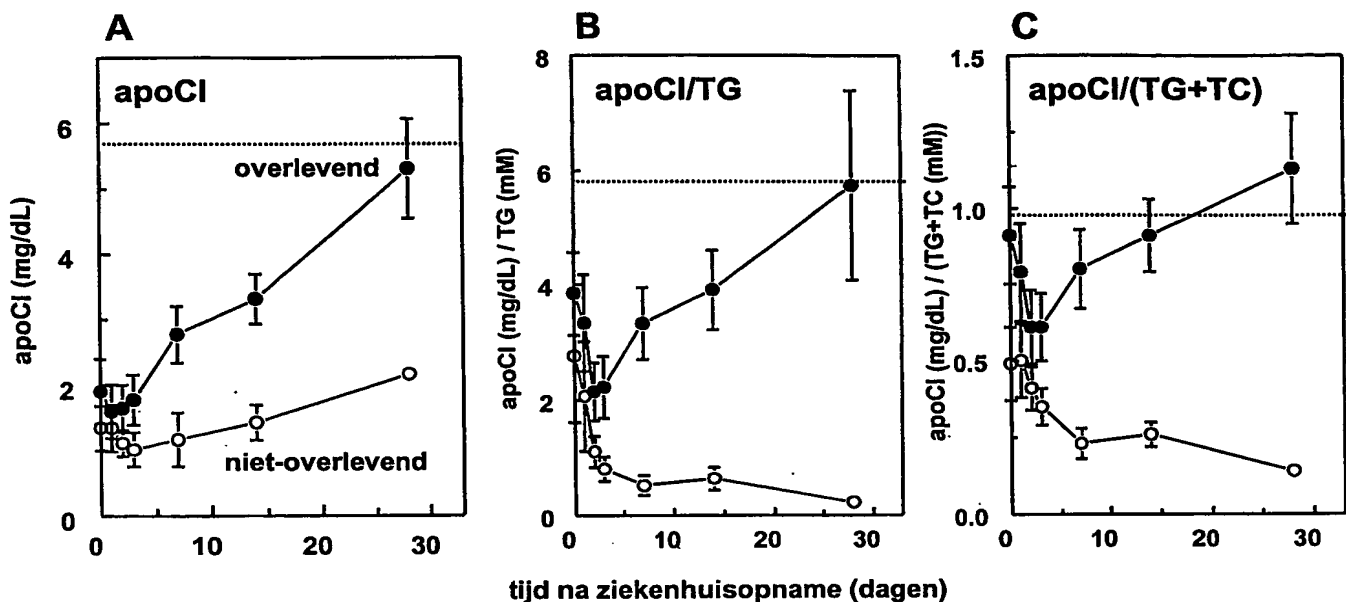 A
apoCI
apoCI (mg/dL)
6
4
2
0
overlevend
niet-overlevend
0 10 20 30
B
apoCI/TG
apoCI (mg/dL) / TG (mM)
8
6
4
2
0
0 10 20 30
C
apoCI/(TG+TC)
apoCI (mg/dL) / (TG+TC (mM))
1.5
1.0
0.5
0.0
0 10 20 30
tijd na ziekenhuisopname (dagen)